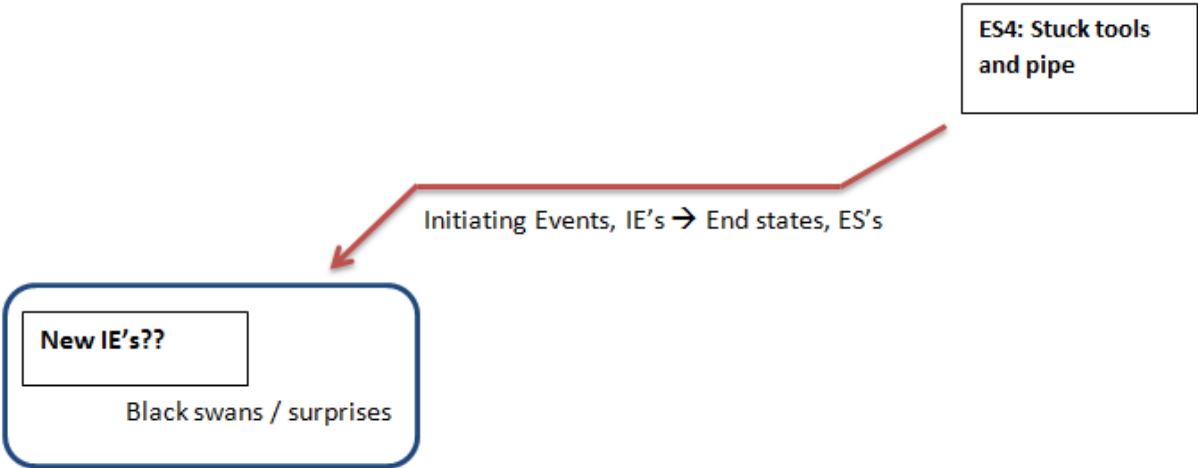 ES4: Stuck tools
and pipe
Initiating Events, IE’s → End states, ES’s
New IE’s??
Black swans / surprises